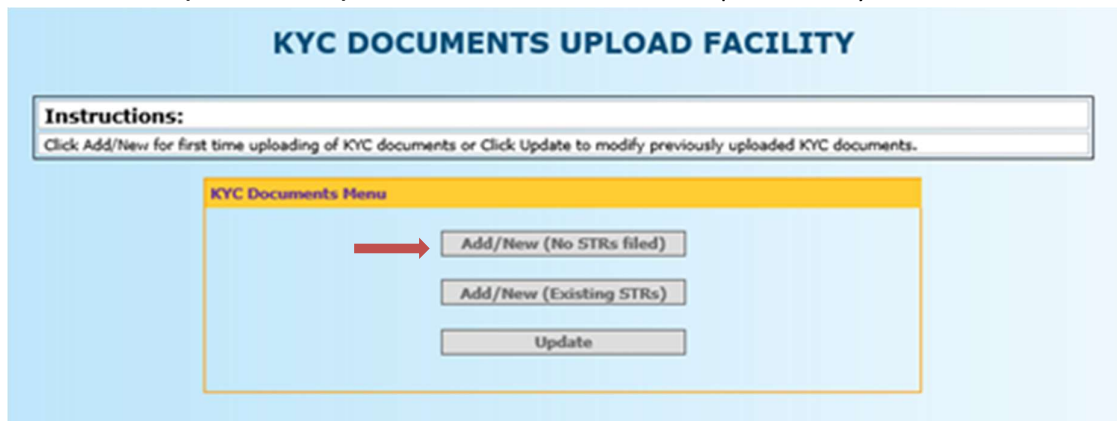 KYC DOCUMENTS UPLOAD FACILITY
Instructions:
Click Add/New for first time uploading of KYC documents or Click Update to modify previously uploaded KYC documents.
KYC Documents Menu
Add/New (No STRs filed)
Add/New (Existing STRs)
Update